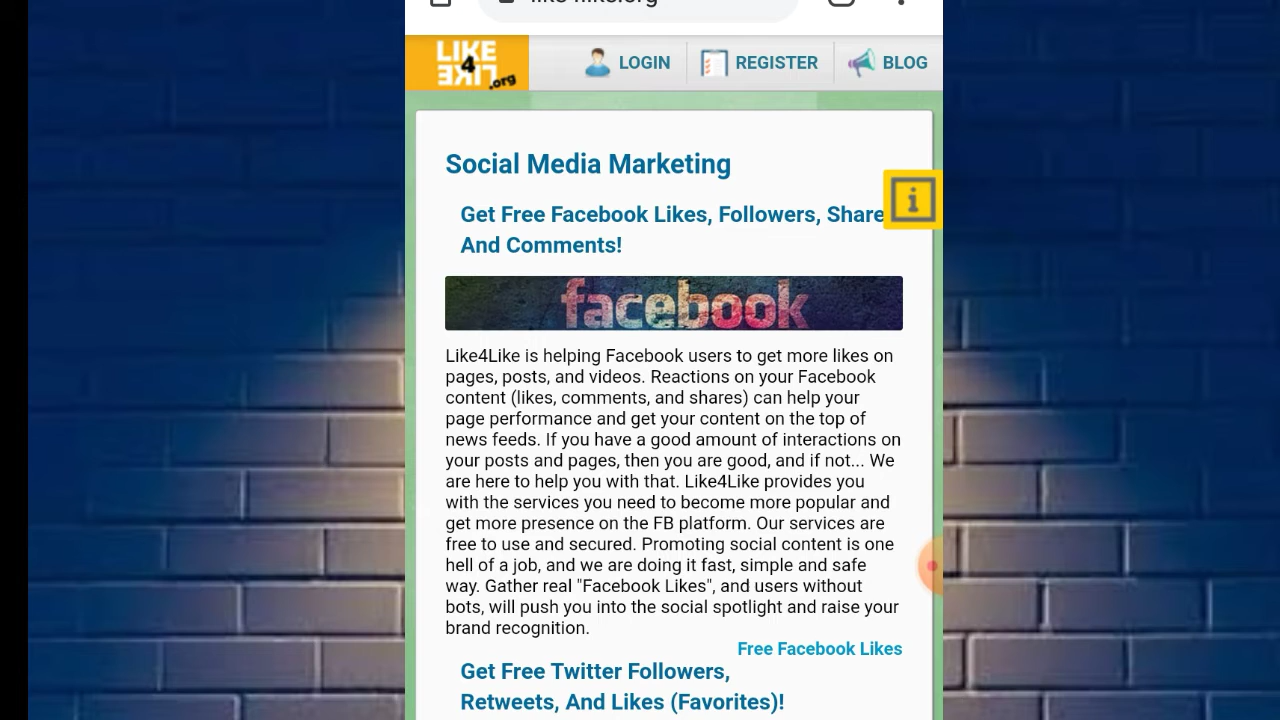 LIKE
4
LIKE
.org
LOGIN
REGISTER
BLOG
Social Media Marketing
Get Free Facebook Likes, Followers, Share
And Comments!
i
facebook
Like4Like is helping Facebook users to get more likes on
pages, posts, and videos. Reactions on your Facebook
content (likes, comments, and shares) can help your
page performance and get your content on the top of
news feeds. If you have a good amount of interactions on
your posts and pages, then you are good, and if not... We
are here to help you with that. Like4Like provides you
with the services you need to become more popular and
get more presence on the FB platform. Our services are
free to use and secured. Promoting social content is one
hell of a job, and we are doing it fast, simple and safe
way. Gather real "Facebook Likes", and users without
bots, will push you into the social spotlight and raise your
brand recognition.
Free Facebook Likes
Get Free Twitter Followers,
Retweets, And Likes (Favorites)!